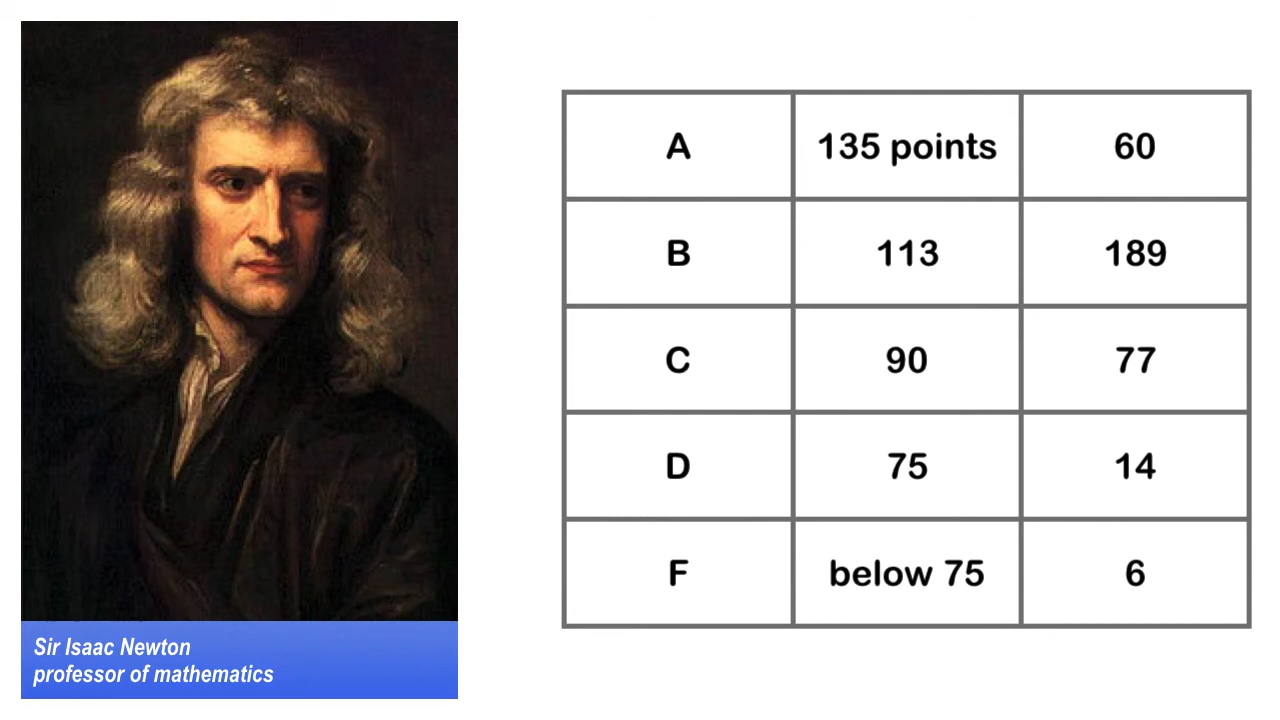 Sir Isaac Newton
professor of mathematics
A 135 points 60
B 113 189
C 90 77
D 75 14
F below 75 6